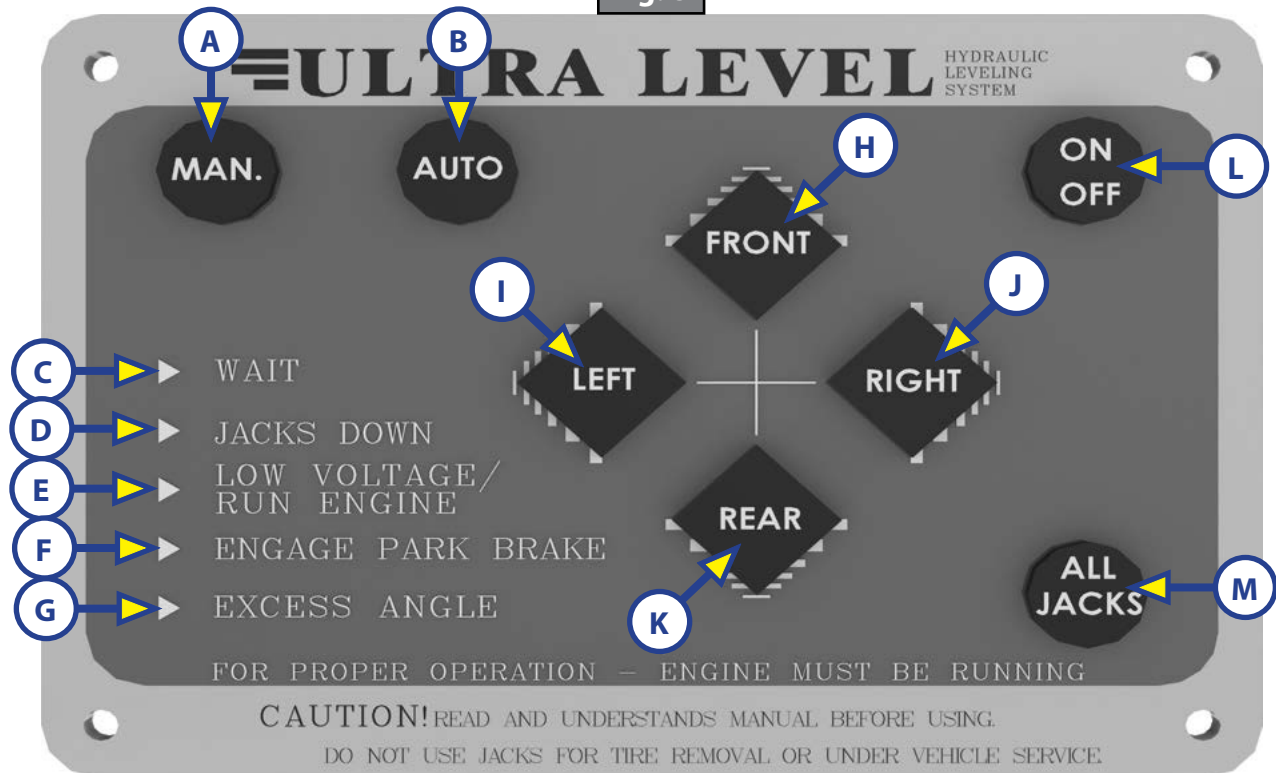 A
B
ULTRA LEVEL
HYDRAULIC
LEVELING
SYSTEM
MAN.
AUTO
H
FRONT
ON
OFF
L
I
LEFT
J
RIGHT
C
WAIT
D
JACKS DOWN
E
LOW VOLTAGE/
RUN ENGINE
F
ENGAGE PARK BRAKE
G
EXCESS ANGLE
REAR
K
ALL
JACKS
M
FOR PROPER OPERATION – ENGINE MUST BE RUNNING
CAUTION! READ AND UNDERSTANDS MANUAL BEFORE USING.
DO NOT USE JACKS FOR TIRE REMOVAL OR UNDER VEHICLE SERVICE